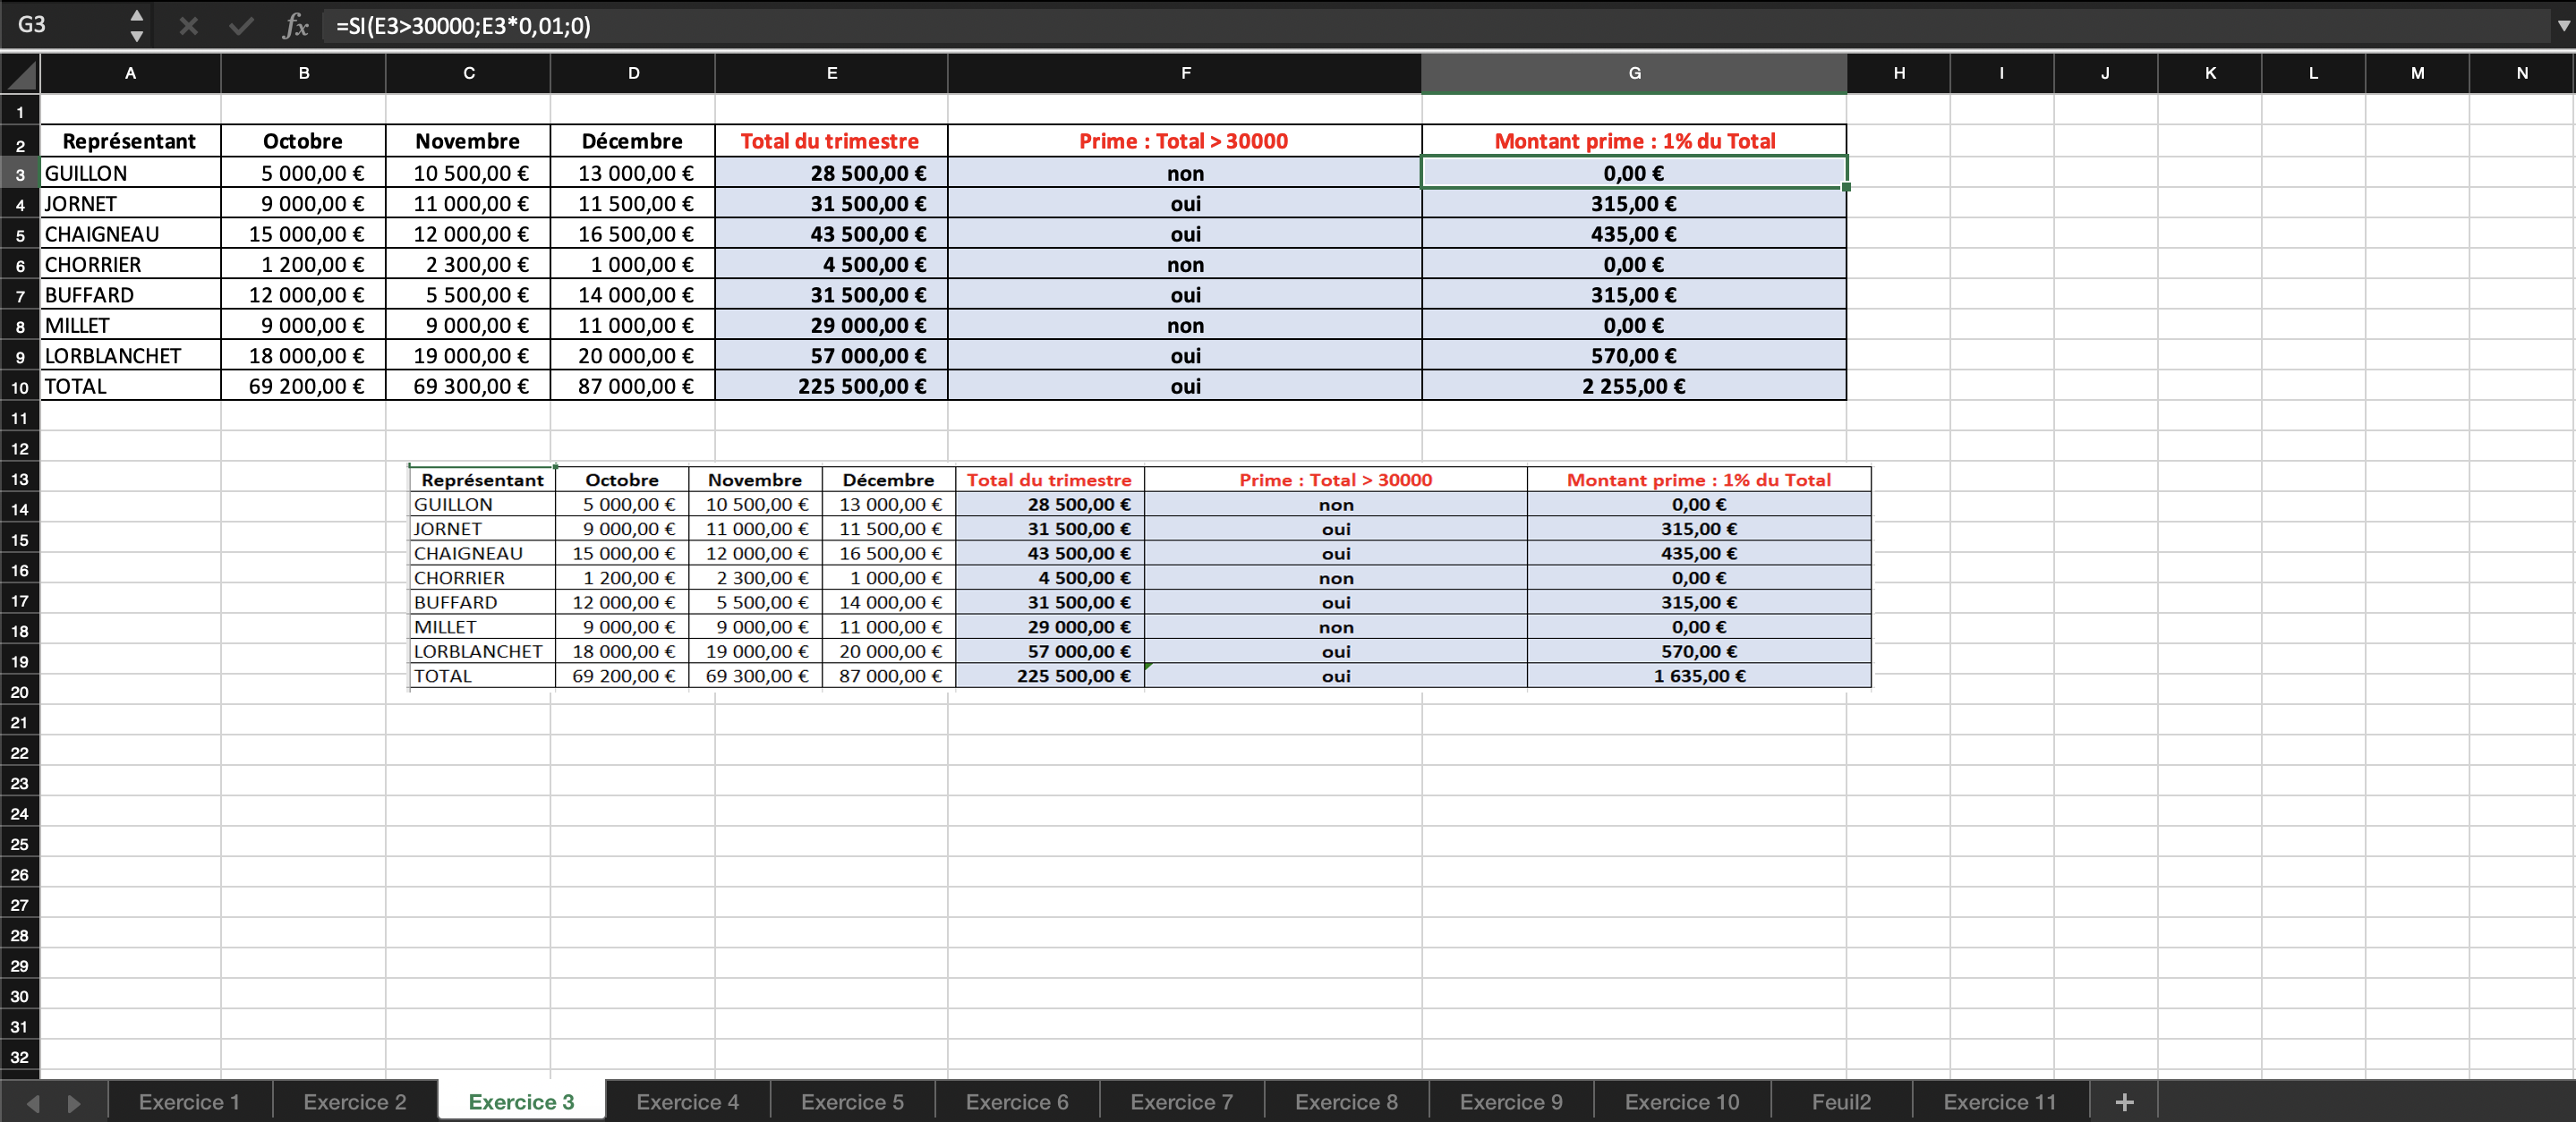 G3 fx =SI(E3>30000;E3*0,01;0)
A B C D E F G H I J K L M N
1
2 Représentant Octobre Novembre Décembre Total du trimestre Prime : Total > 30000 Montant prime : 1% du Total
3 GUILLON 5 000,00 € 10 500,00 € 13 000,00 € 28 500,00 € non 0,00 €
4 JORNET 9 000,00 € 11 000,00 € 11 500,00 € 31 500,00 € oui 315,00 €
5 CHAIGNEAU 15 000,00 € 12 000,00 € 16 500,00 € 43 500,00 € oui 435,00 €
6 CHORRIER 1 200,00 € 2 300,00 € 1 000,00 € 4 500,00 € non 0,00 €
7 BUFFARD 12 000,00 € 5 500,00 € 14 000,00 € 31 500,00 € oui 315,00 €
8 MILLET 9 000,00 € 9 000,00 € 11 000,00 € 29 000,00 € non 0,00 €
9 LORBLANCHET 18 000,00 € 19 000,00 € 20 000,00 € 57 000,00 € oui 570,00 €
10 TOTAL 69 200,00 € 69 300,00 € 87 000,00 € 225 500,00 € oui 2 255,00 €
11
12
13 Représentant Octobre Novembre Décembre Total du trimestre Prime : Total > 30000 Montant prime : 1% du Total
14 GUILLON 5 000,00 € 10 500,00 € 13 000,00 € 28 500,00 € non 0,00 €
15 JORNET 9 000,00 € 11 000,00 € 11 500,00 € 31 500,00 € oui 315,00 €
CHAIGNEAU 15 000,00 € 12 000,00 € 16 500,00 € 43 500,00 € oui 435,00 €
16 CHORRIER 1 200,00 € 2 300,00 € 1 000,00 € 4 500,00 € non 0,00 €
17 BUFFARD 12 000,00 € 5 500,00 € 14 000,00 € 31 500,00 € oui 315,00 €
18 MILLET 9 000,00 € 9 000,00 € 11 000,00 € 29 000,00 € non 0,00 €
19 LORBLANCHET 18 000,00 € 19 000,00 € 20 000,00 € 57 000,00 € oui 570,00 €
20 TOTAL 69 200,00 € 69 300,00 € 87 000,00 € 225 500,00 € oui 1 635,00 €
21
22
23
24
25
26
27
28
29
30
31
32
Exercice 1 Exercice 2 Exercice 3 Exercice 4 Exercice 5 Exercice 6 Exercice 7 Exercice 8 Exercice 9 Exercice 10 Feuil2 Exercice 11 +